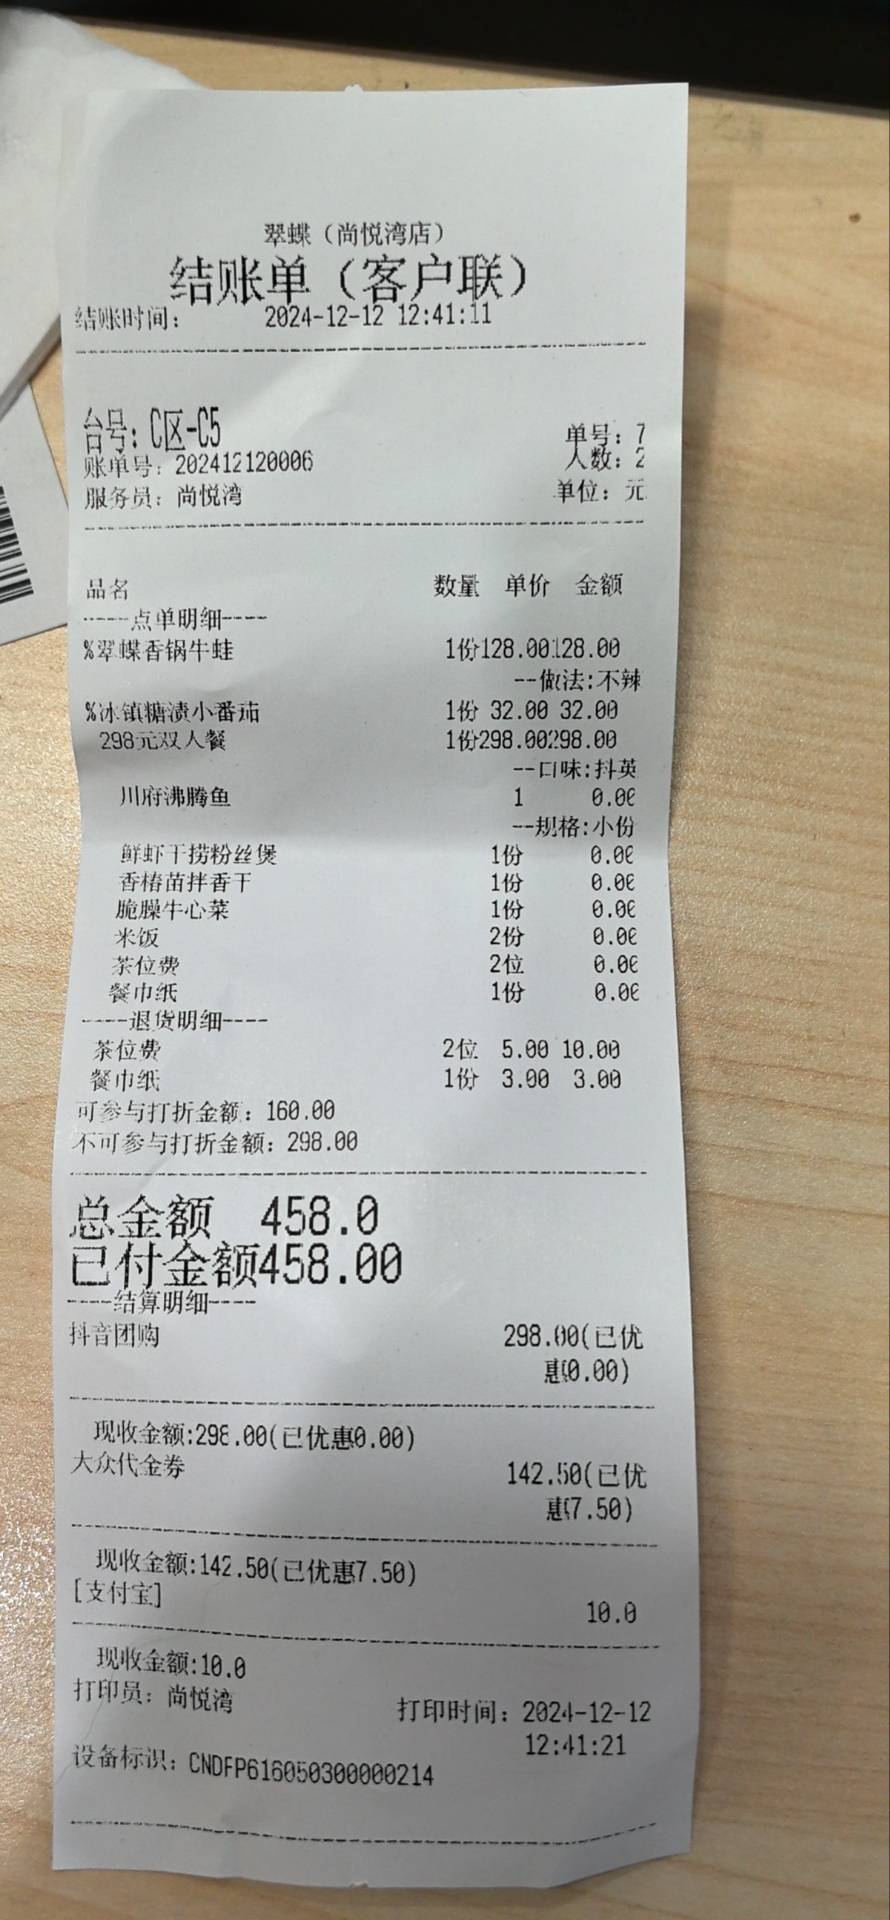 翠蝶（尚悦湾店）
结账单（客户联）
结账时间： 2024-12-12 12:41:11
台号：C区-C5
单号：7
账单号：202412120006
人数：2
服务员：尚悦湾
单位：元
品名 数量 单价 金额
----点单明细----
%翠蝶香锅牛蛙 1份128.00128.00
--做法:不辣
%冰镇糖渍小番茄 1份 32.00 32.00
298元双人餐 1份298.00298.00
--口味:抖英
川府沸腾鱼 1 0.00
--规格:小份
鲜虾干捞粉丝煲 1份 0.00
香椿苗拌香干 1份 0.00
脆臊牛心菜 1份 0.00
米饭 2份 0.00
茶位费 2位 0.00
餐巾纸 1份 0.00
----退货明细----
茶位费 2位 5.00 10.00
餐巾纸 1份 3.00 3.00
可参与打折金额：160.00
不可参与打折金额：298.00
总金额 458.0
已付金额458.00
----结算明细----
抖音团购 298.00(已优
惠0.00)
现收金额:298.00(已优惠0.00)
大众代金券 142.50(已优
惠7.50)
现收金额:142.50(已优惠7.50)
[支付宝] 10.0
现收金额:10.0
打印员：尚悦湾 打印时间：2024-12-12
12:41:21
设备标识：CNDFP616050300000214